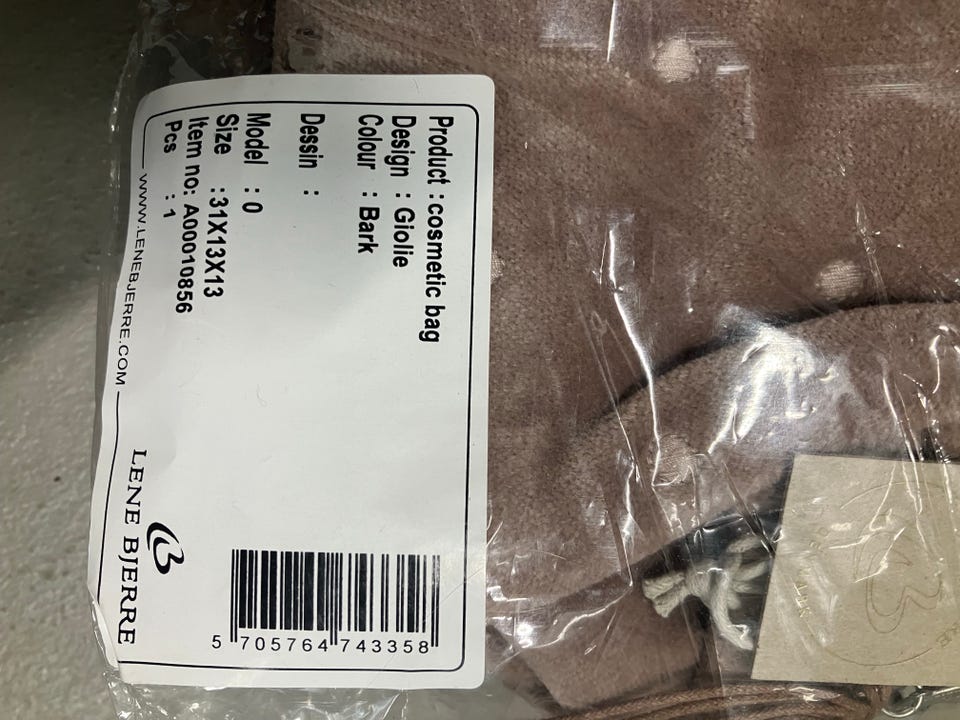 Product : cosmetic bag
Design : Giolie
Colour : Bark
Dessin :
Model : 0
Size : 31X13X13
Item no: A00010856
Pcs : 1
WWW.LENEBJERRE.COM
LENE BJERRE
5 705764 743358